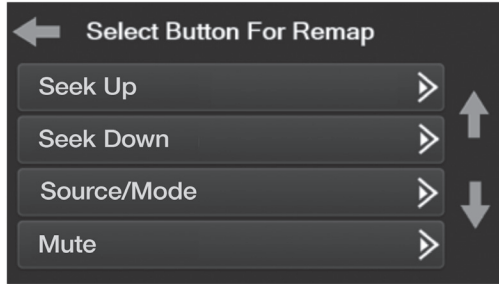 Select Button For Remap
Seek Up
Seek Down
Source/Mode
Mute